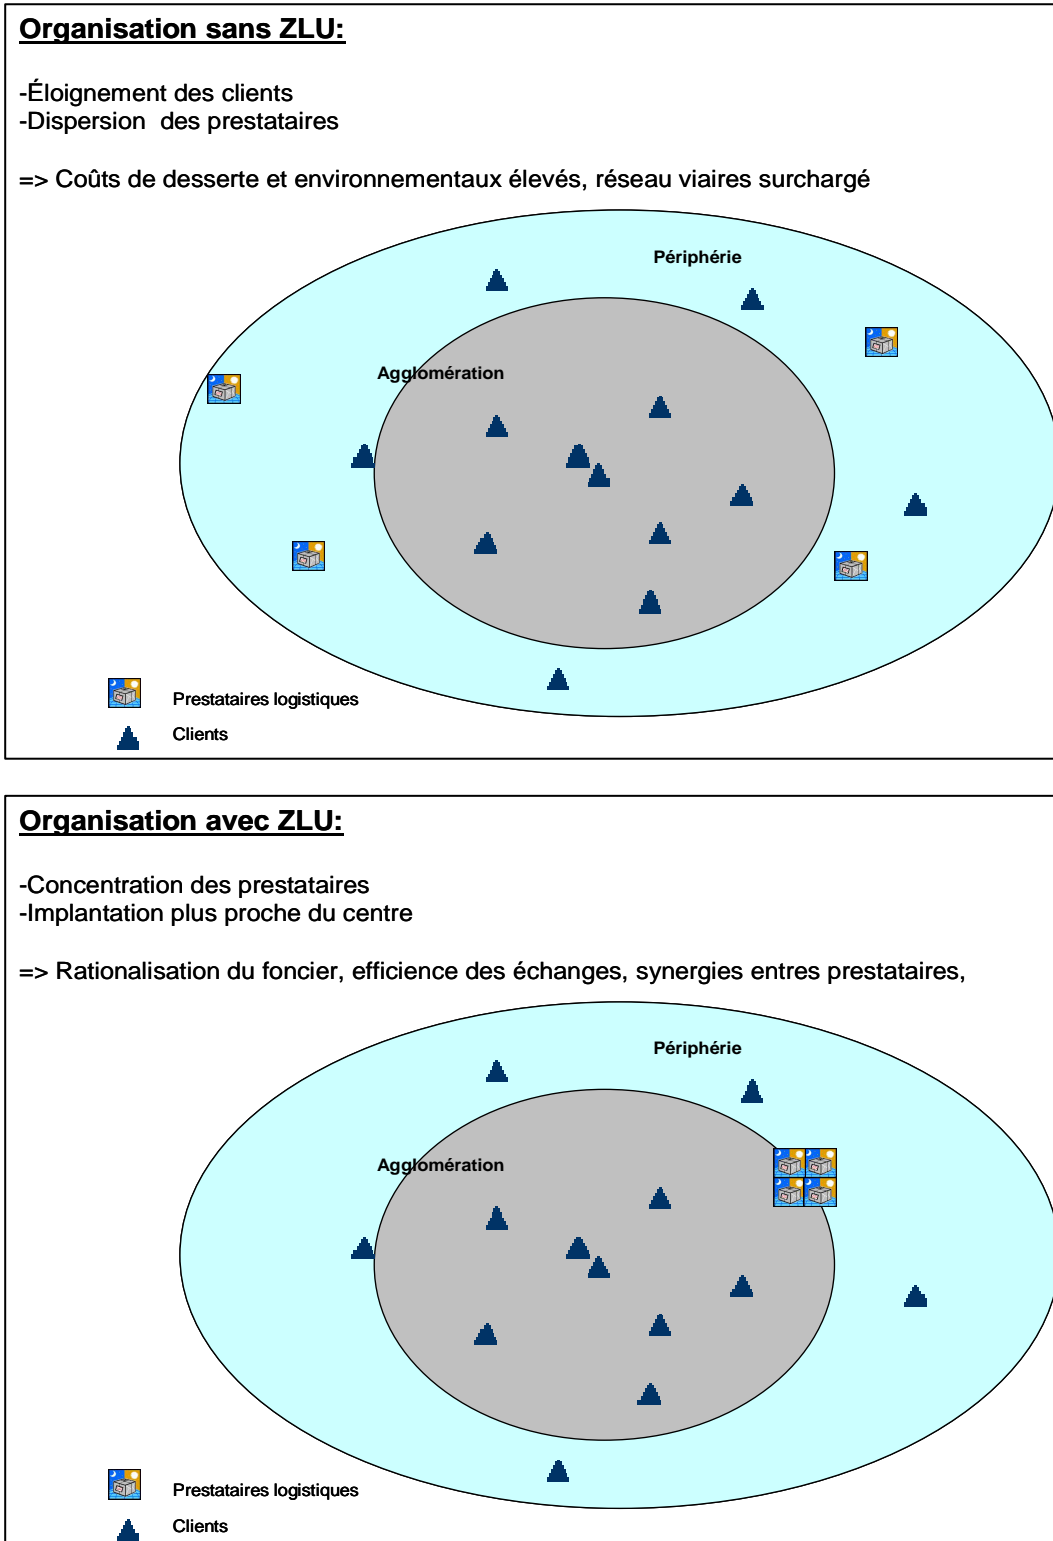 Organisation sans ZLU:
-Éloignement des clients
-Dispersion des prestataires
=> Coûts de desserte et environnementaux élevés, réseau viaires surchargé
Périphérie
Agglomération
Prestataires logistiques
Clients
Organisation avec ZLU:
-Concentration des prestataires
-Implantation plus proche du centre
=> Rationalisation du foncier, efficience des échanges, synergies entres prestataires,
Périphérie
Agglomération
Prestataires logistiques
Clients